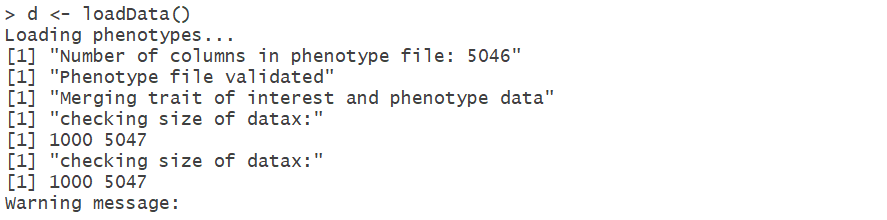 > d <- loadData()
Loading phenotypes...
[1] "Number of columns in phenotype file: 5046"
[1] "Phenotype file validated"
[1] "Merging trait of interest and phenotype data"
[1] "checking size of datax:"
[1] 1000 5047
[1] "checking size of datax:"
[1] 1000 5047
Warning message: